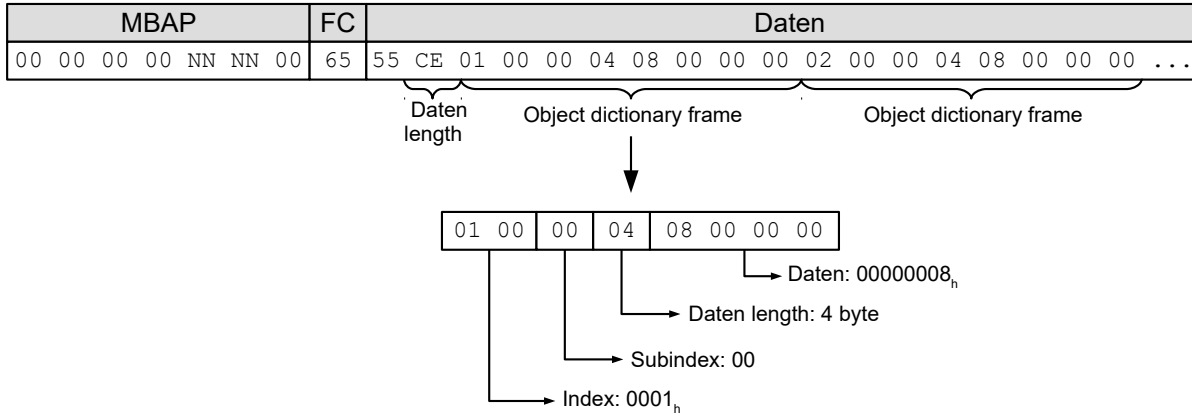 MBAP FC Daten
00 00 00 00 NN NN 00 65 55 CE 01 00 00 04 08 00 00 00 02 00 00 04 08 00 00 00 ...
Daten
length
Object dictionary frame Object dictionary frame
01 00 00 04 08 00 00 00
Daten: 00000008h
Daten length: 4 byte
Subindex: 00
Index: 0001h